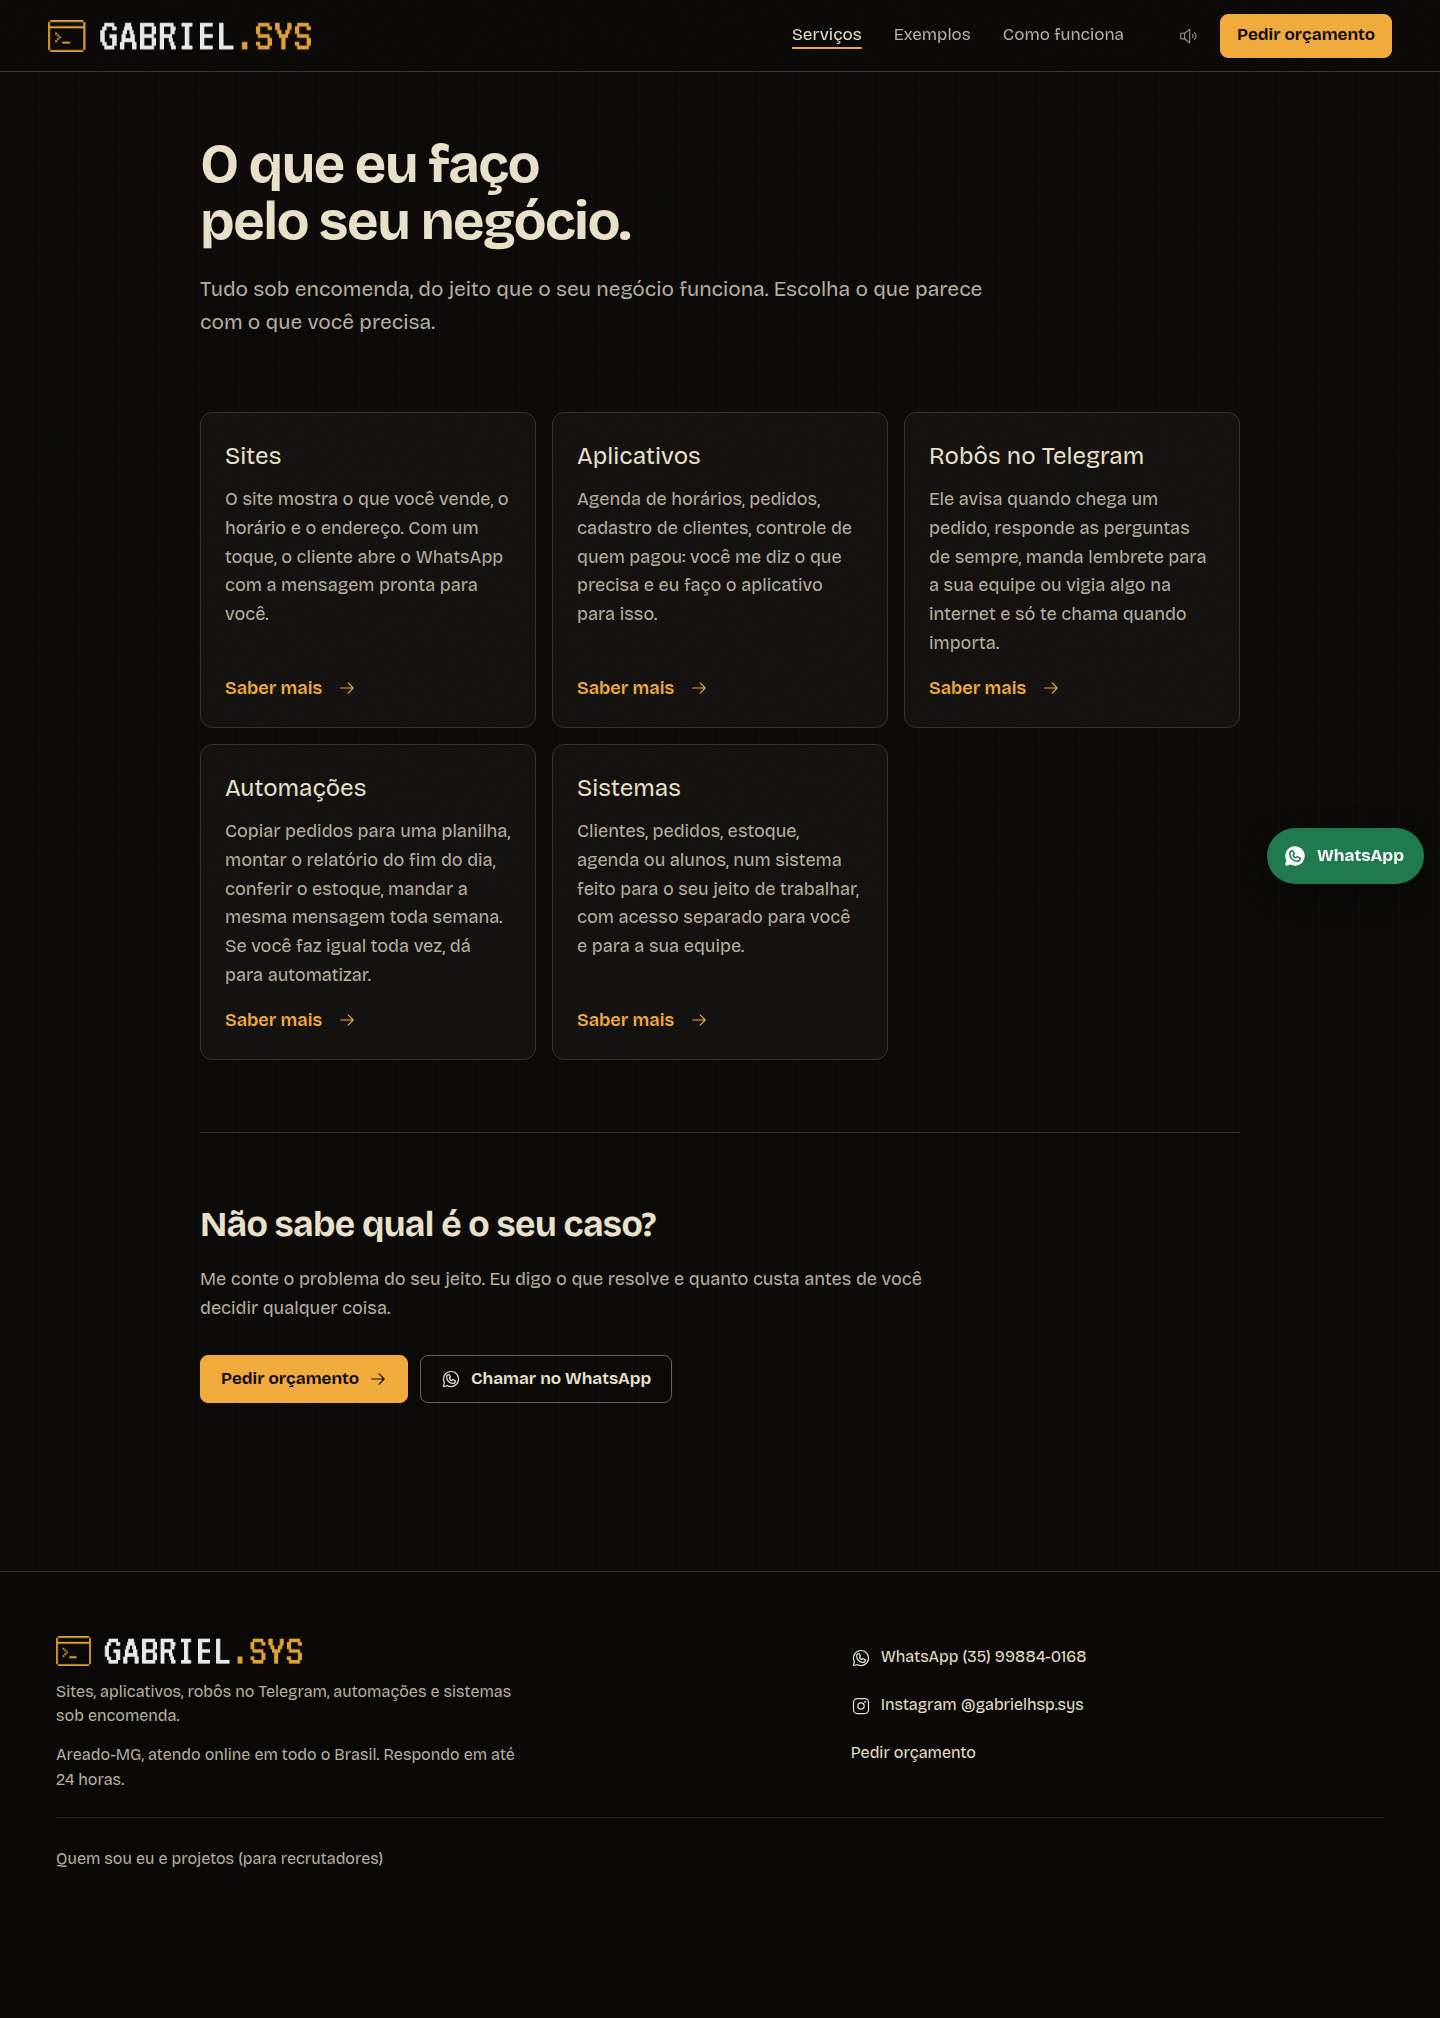 GABRIEL.SYS
Serviços
Exemplos
Como funciona
Pedir orçamento
O que eu faço
pelo seu negócio.
Tudo sob encomenda, do jeito que o seu negócio funciona. Escolha o que parece
com o que você precisa.
Sites
O site mostra o que você vende, o
horário e o endereço. Com um
toque, o cliente abre o WhatsApp
com a mensagem pronta para
você.
Saber mais
Aplicativos
Agenda de horários, pedidos,
cadastro de clientes, controle de
quem pagou: você me diz o que
precisa e eu faço o aplicativo
para isso.
Saber mais
Robôs no Telegram
Ele avisa quando chega um
pedido, responde as perguntas
de sempre, manda lembrete para
a sua equipe ou vigia algo na
internet e só te chama quando
importa.
Saber mais
Automações
Copiar pedidos para uma planilha,
montar o relatório do fim do dia,
conferir o estoque, mandar a
mesma mensagem toda semana.
Se você faz igual toda vez, dá
para automatizar.
Saber mais
Sistemas
Clientes, pedidos, estoque,
agenda ou alunos, num sistema
feito para o seu jeito de trabalhar,
com acesso separado para você
e para a sua equipe.
Saber mais
WhatsApp
Não sabe qual é o seu caso?
Me conte o problema do seu jeito. Eu digo o que resolve e quanto custa antes de você
decidir qualquer coisa.
Pedir orçamento
Chamar no WhatsApp
GABRIEL.SYS
Sites, aplicativos, robôs no Telegram, automações e sistemas
sob encomenda.
Areado-MG, atendo online em todo o Brasil. Respondo em até
24 horas.
WhatsApp (35) 99884-0168
Instagram @gabrielhsp.sys
Pedir orçamento
Quem sou eu e projetos (para recrutadores)